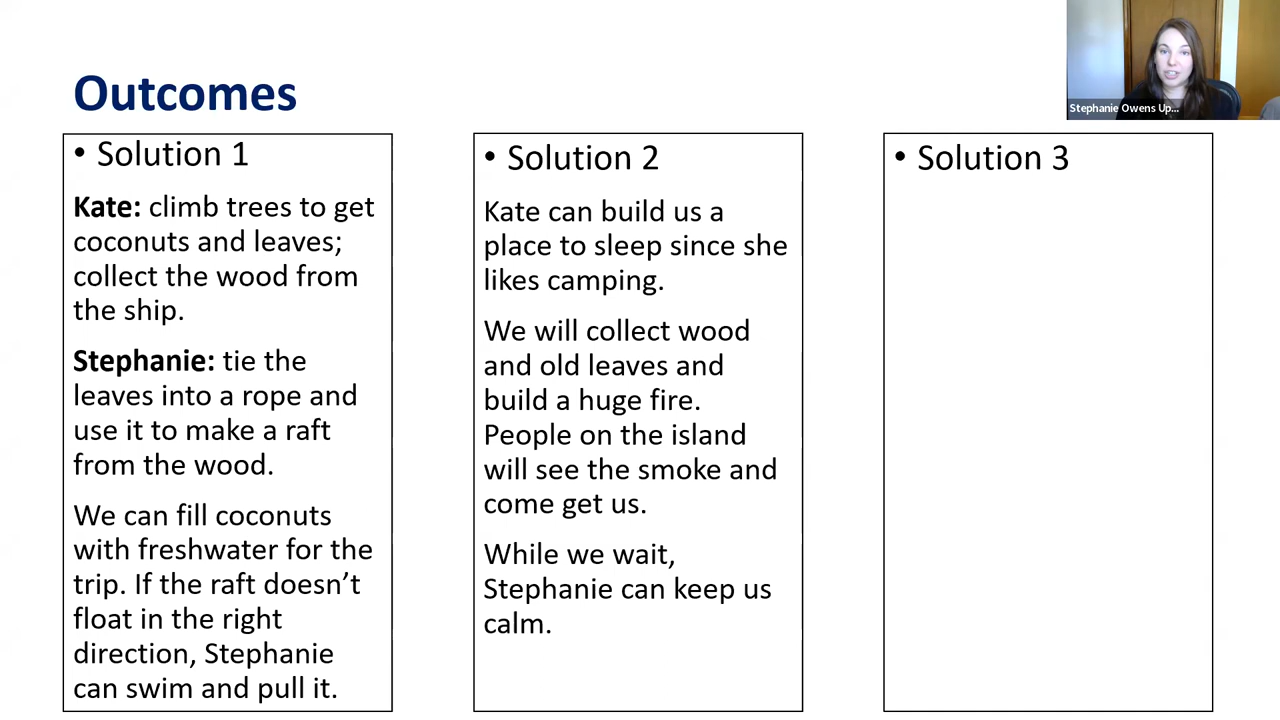 Outcomes
Stephanie Owens Up...
• Solution 1
Kate: climb trees to get
coconuts and leaves;
collect the wood from
the ship.
Stephanie: tie the
leaves into a rope and
use it to make a raft
from the wood.
We can fill coconuts
with freshwater for the
trip. If the raft doesn’t
float in the right
direction, Stephanie
can swim and pull it.
• Solution 2
Kate can build us a
place to sleep since she
likes camping.
We will collect wood
and old leaves and
build a huge fire.
People on the island
will see the smoke and
come get us.
While we wait,
Stephanie can keep us
calm.
• Solution 3